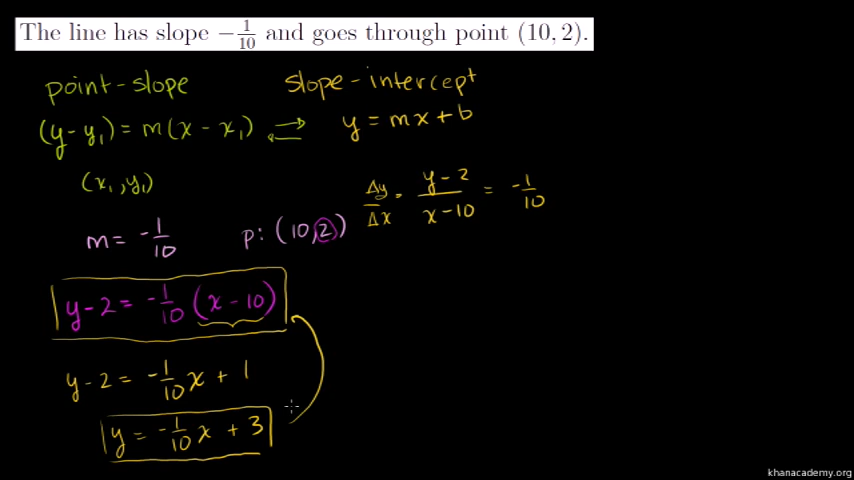 The line has slope −1/10 and goes through point (10, 2).
point-slope
slope-intercept
(y-y₁) = m(x - x₁) ⇌ y = mx + b
(x₁, y₁)
Δy/Δx = y-2/x-10 = -1/10
m = -1/10 p: (10, 2)
y-2 = -1/10 (x-10)
y-2 = -1/10 x + 1
y = -1/10 x + 3
khanacademy.org